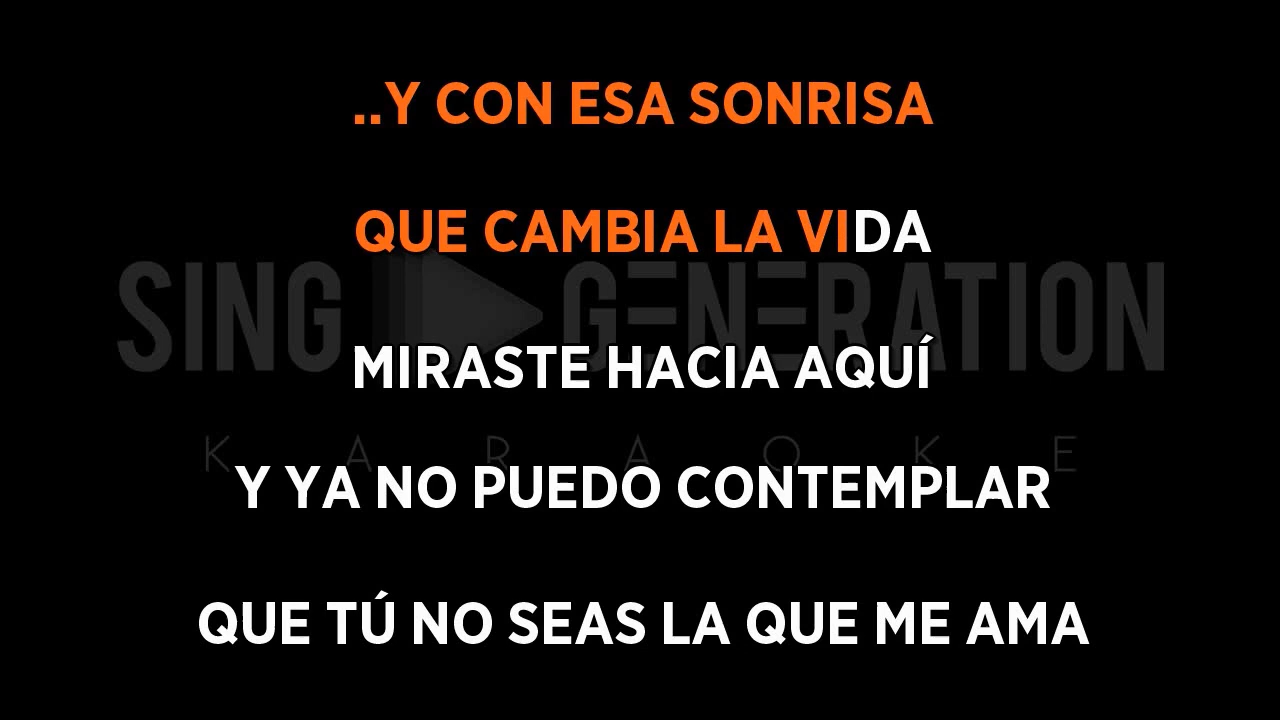 ..Y CON ESA SONRISA
QUE CAMBIA LA VIDA
SING GENERATION
MIRASTE HACIA AQUÍ
KARAOKE
Y YA NO PUEDO CONTEMPLAR
QUE TÚ NO SEAS LA QUE ME AMA